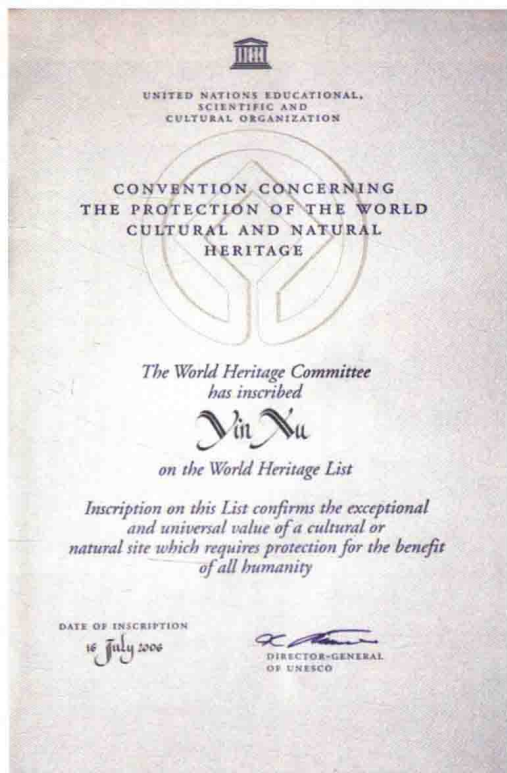 UNITED NATIONS EDUCATIONAL,
SCIENTIFIC AND
CULTURAL ORGANIZATION
CONVENTION CONCERNING
THE PROTECTION OF THE WORLD
CULTURAL AND NATURAL
HERITAGE
The World Heritage Committee
has inscribed
Yin Xu
on the World Heritage List
Inscription on this List confirms the exceptional
and universal value of a cultural or
natural site which requires protection for the benefit
of all humanity
DATE OF INSCRIPTION
16 July 2006
DIRECTOR-GENERAL
OF UNESCO